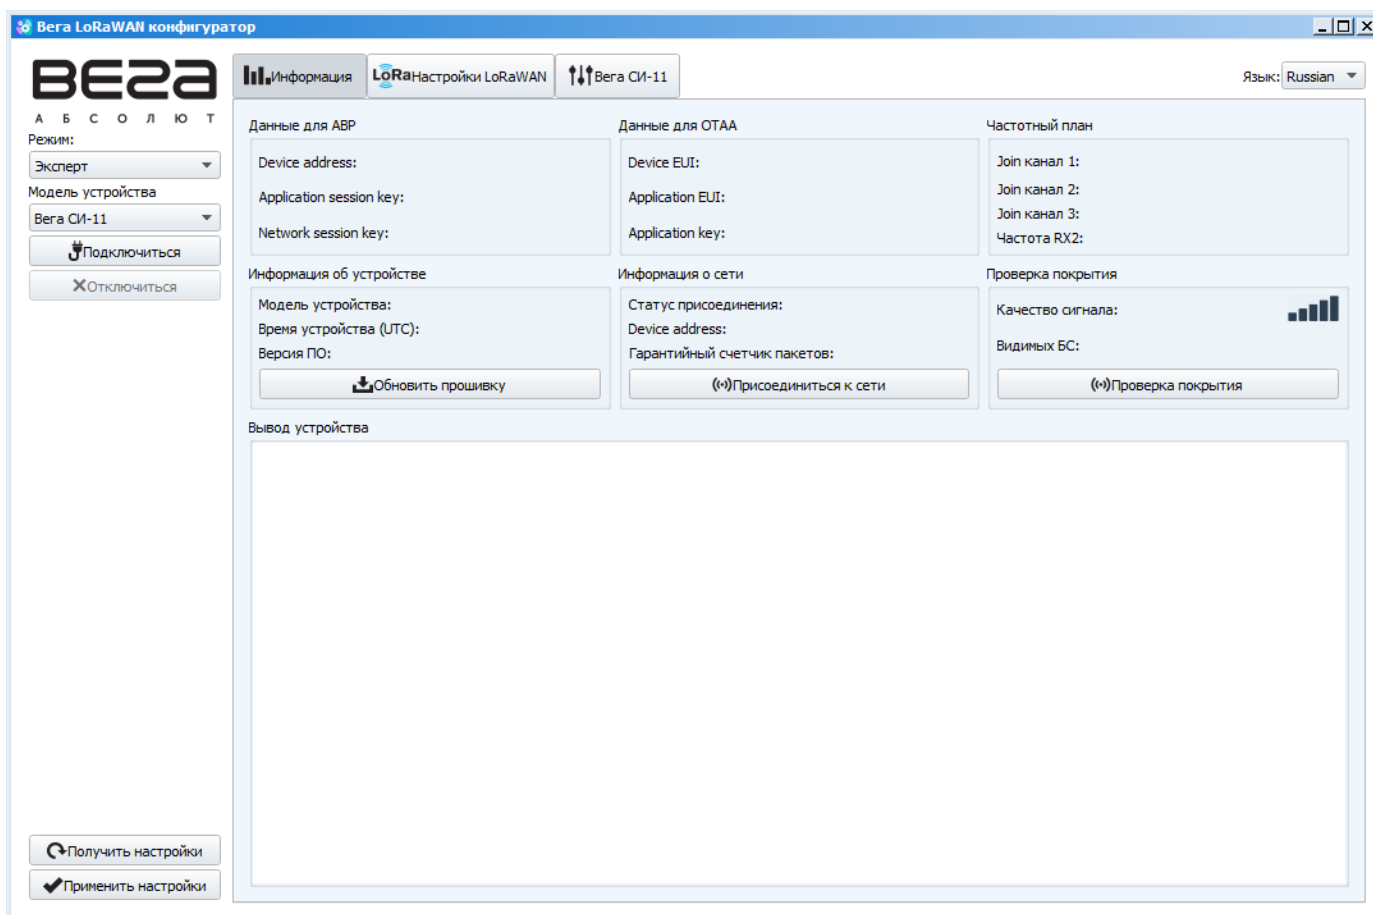 Вега LoRaWAN конфигуратор
ВЕГА
АБСОЛЮТ
Режим:
Эксперт
Модель устройства
Вега СИ-11
Подключиться
Отключиться
Получить настройки
Применить настройки
Информация
LoRa Настройки LoRaWAN
Вега СИ-11
Язык: Russian
Данные для ABP
Device address:
Application session key:
Network session key:
Данные для OTAA
Device EUI:
Application EUI:
Application key:
Частотный план
Join канал 1:
Join канал 2:
Join канал 3:
Частота RX2:
Информация об устройстве
Модель устройства:
Время устройства (UTC):
Версия ПО:
Обновить прошивку
Информация о сети
Статус присоединения:
Device address:
Гарантийный счетчик пакетов:
Присоединиться к сети
Проверка покрытия
Качество сигнала:
Видимых БС:
Проверка покрытия
Вывод устройства